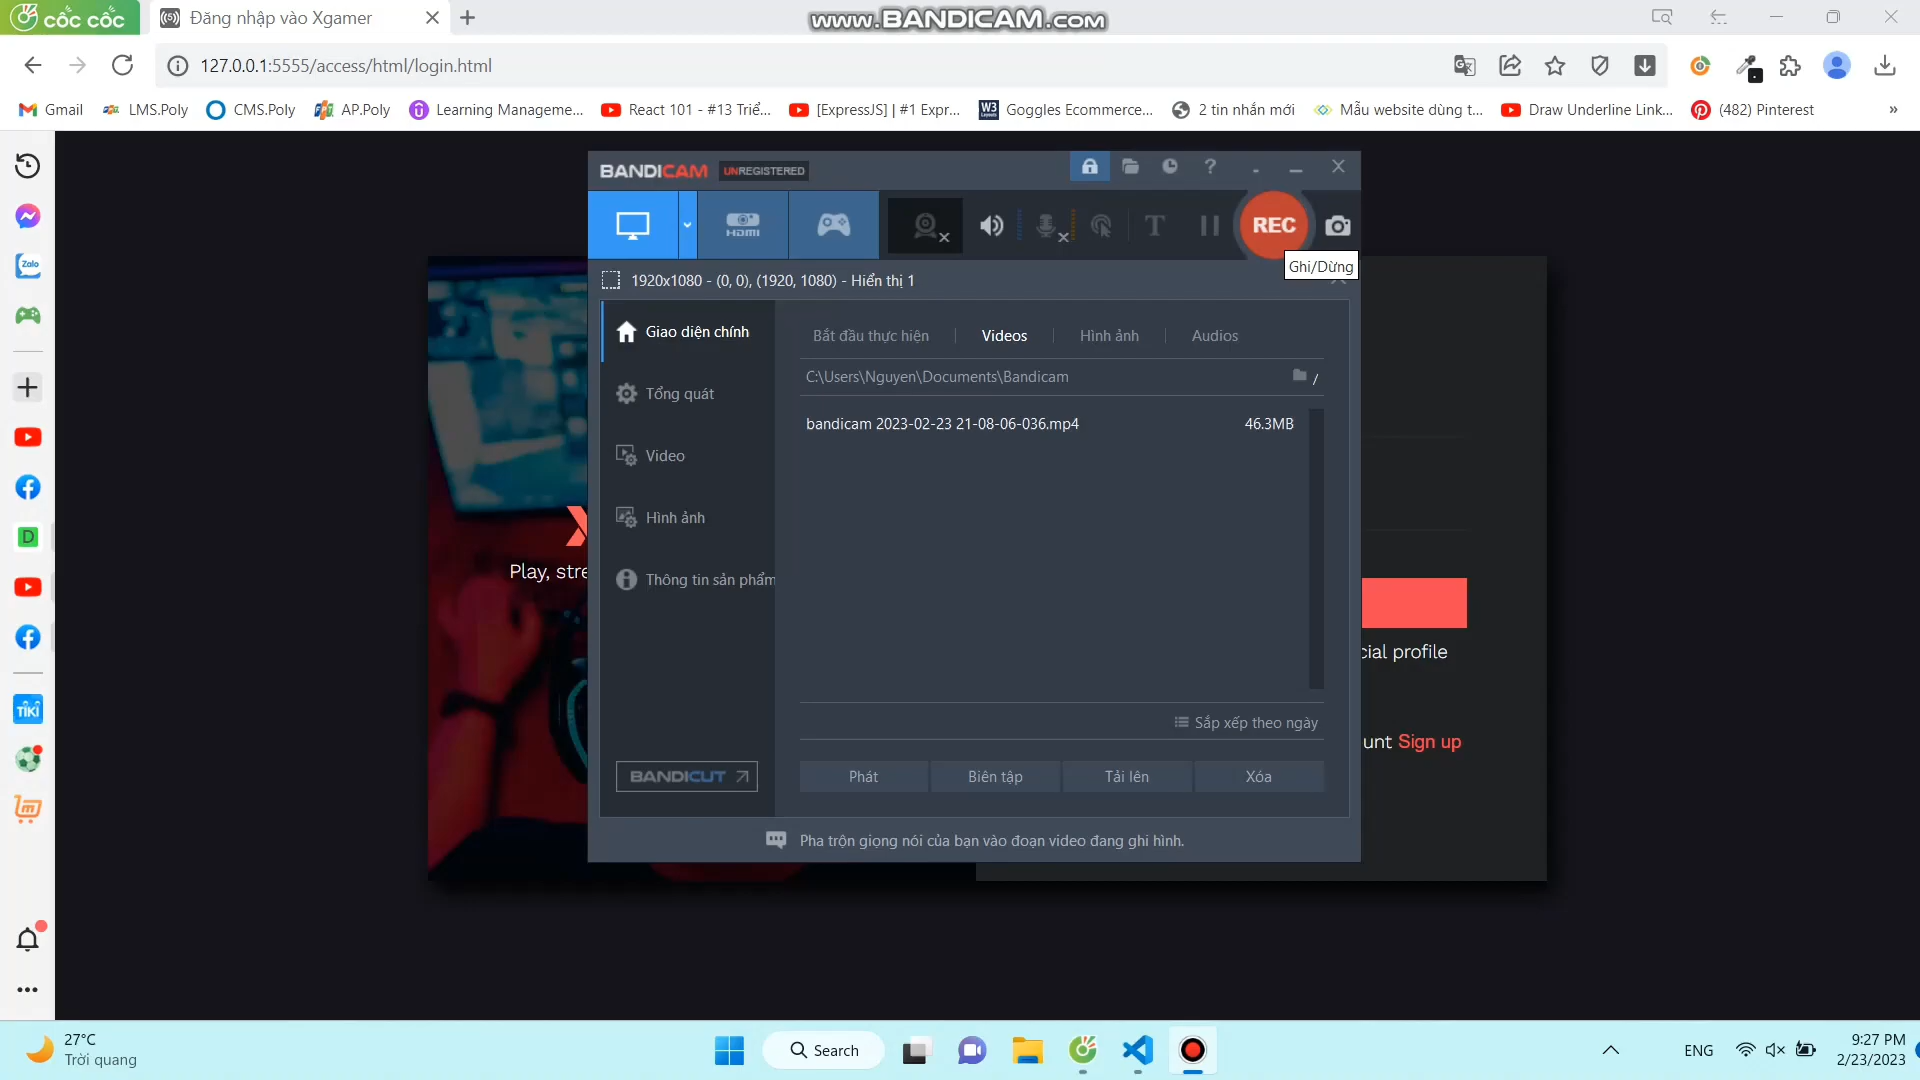 cốc cốc
Đăng nhập vào Xgamer
www.BANDICAM.com
127.0.0.1:5555/access/html/login.html
Gmail
LMS.Poly
CMS.Poly
AP.Poly
Learning Manageme...
React 101 - #13 Triể...
[ExpressJS] | #1 Expr...
Goggles Ecommerce...
2 tin nhắn mới
Mẫu website dùng t...
Draw Underline Link...
(482) Pinterest
»
BANDICAM
UNREGISTERED
HDMI
T
REC
Ghi/Dừng
1920x1080 - (0, 0), (1920, 1080) - Hiển thị 1
Giao diện chính
Tổng quát
Video
Hình ảnh
Thông tin sản phẩm
BANDICUT
Bắt đầu thực hiện
Videos
Hình ảnh
Audios
C:\Users\Nguyen\Documents\Bandicam
/
bandicam 2023-02-23 21-08-06-036.mp4
46.3MB
Sắp xếp theo ngày
Phát
Biên tập
Tải lên
Xóa
Pha trộn giọng nói của bạn vào đoạn video đang ghi hình.
X
Play, stre
cial profile
unt Sign up
Zalo
D
TIKI
27°C
Trời quang
Search
ENG
9:27 PM
2/23/2023